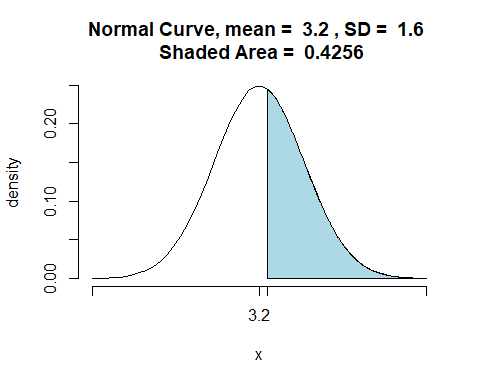 Normal Curve, mean =  3.2 , SD =  1.6
Shaded Area =  0.4256
density
0.20
0.10
0.00
3.2
x